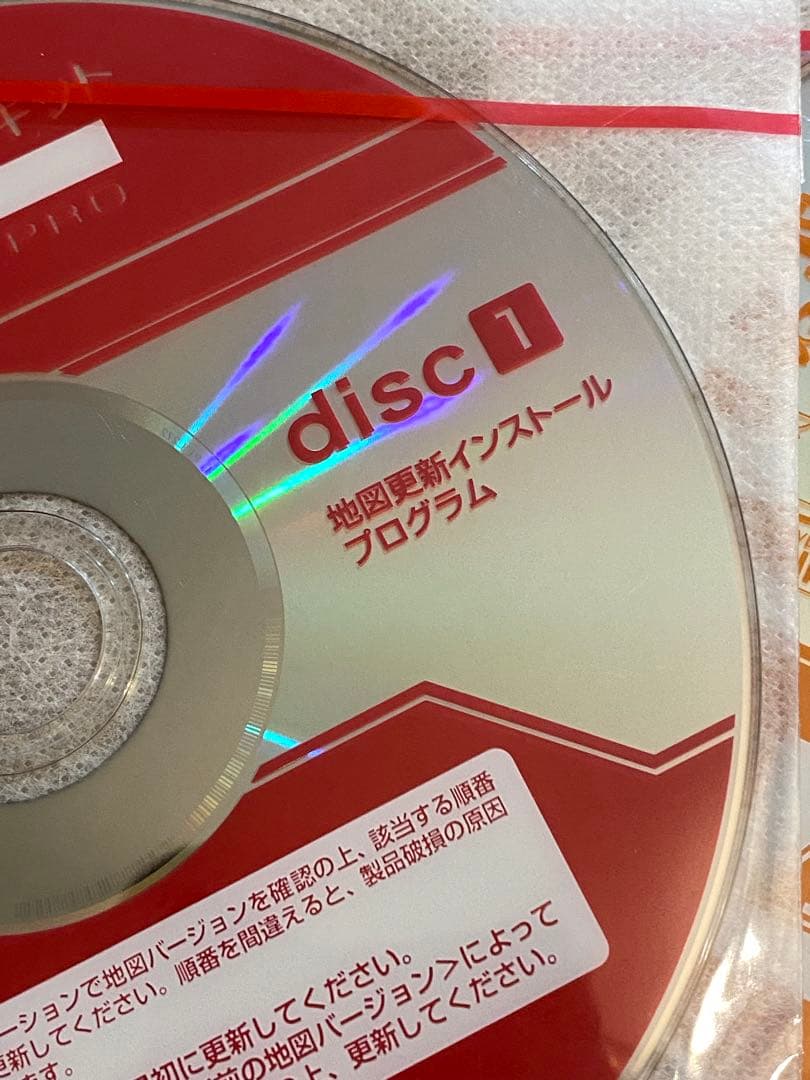 キット
PRO
disc 1
地図更新インストール
プログラム
ージョンで地図バージョンを確認の上、該当する順番
更新してください。順番を間違えると、製品破損の原因
ます。
初に更新してください。
前の地図バージョン>によって
の上、更新してください。